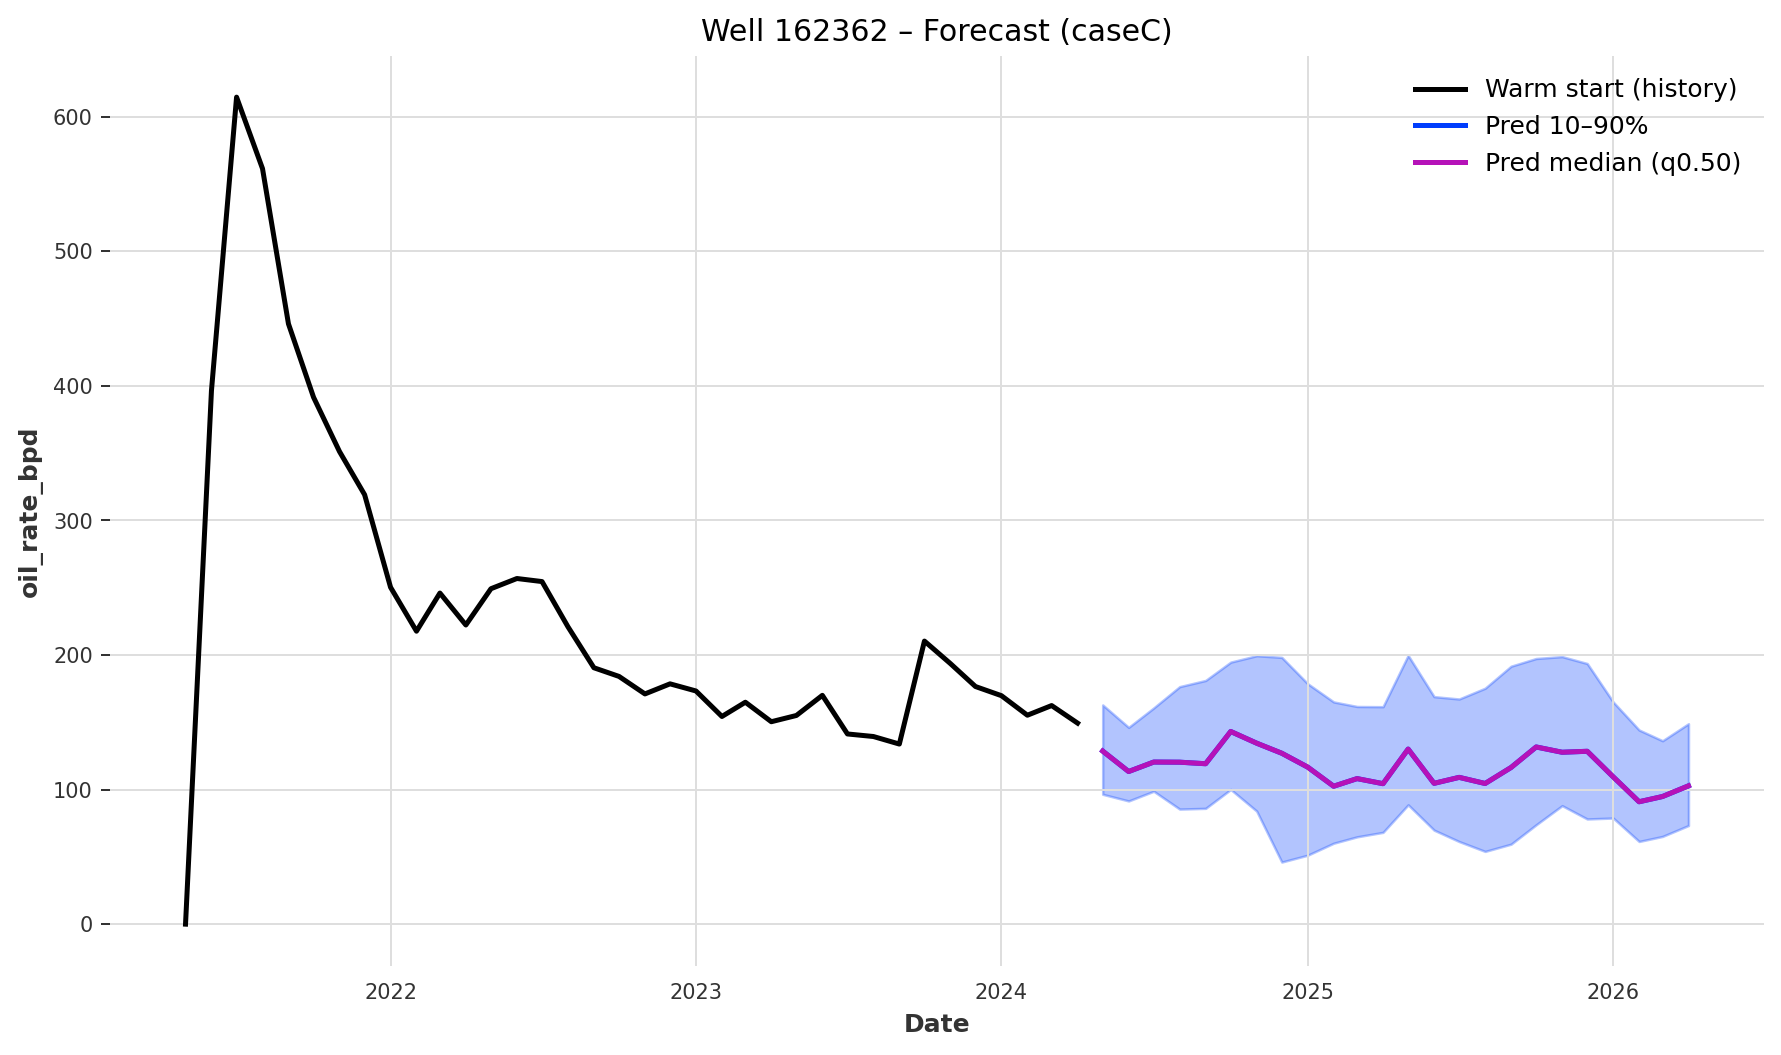 Well 162362 – Forecast (caseC)
Warm start (history)
Pred 10–90%
Pred median (q0.50)
oil_rate_bpd
600
500
400
300
200
100
0
2022
2023
2024
2025
2026
Date